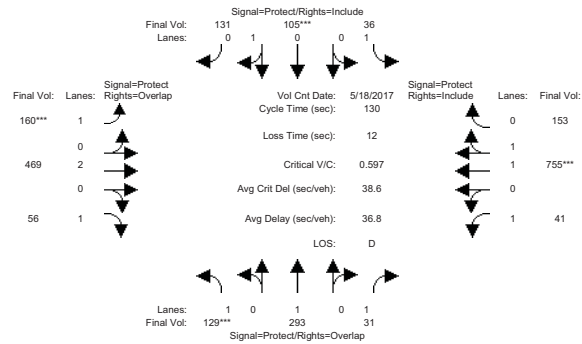 Signal=Protect/Rights=Include
Final Vol: 131 105*** 36
Lanes: 0 1 0 0 1
Signal=Protect Signal=Protect
Final Vol: Lanes: Rights=Overlap Vol Cnt Date: 5/18/2017 Rights=Include Lanes: Final Vol:
Cycle Time (sec): 130
160*** 1 0 153
Loss Time (sec): 12
0 1
469 2 Critical V/C: 0.597 1 755***
0 Avg Crit Del (sec/veh): 38.6 0
56 1 Avg Delay (sec/veh): 36.8 1 41
LOS: D
Lanes: 1 0 1 0 1
Final Vol: 129*** 293 31
Signal=Protect/Rights=Overlap